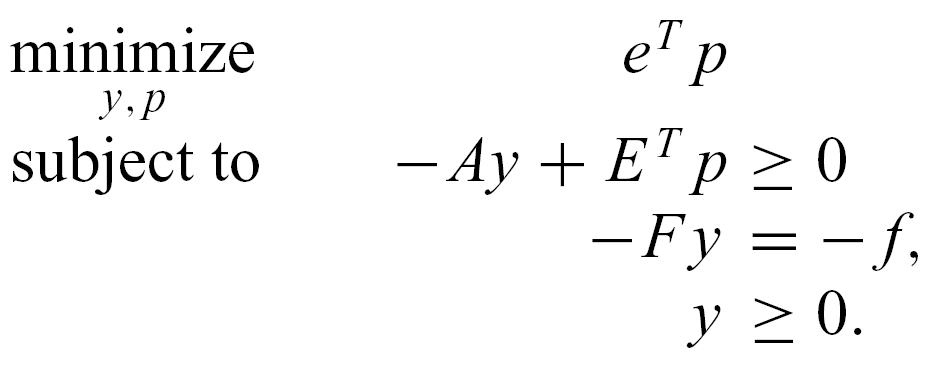 minimize e^T p
y, p
subject to −Ay + E^T p ≥ 0
−Fy = −f,
y ≥ 0.